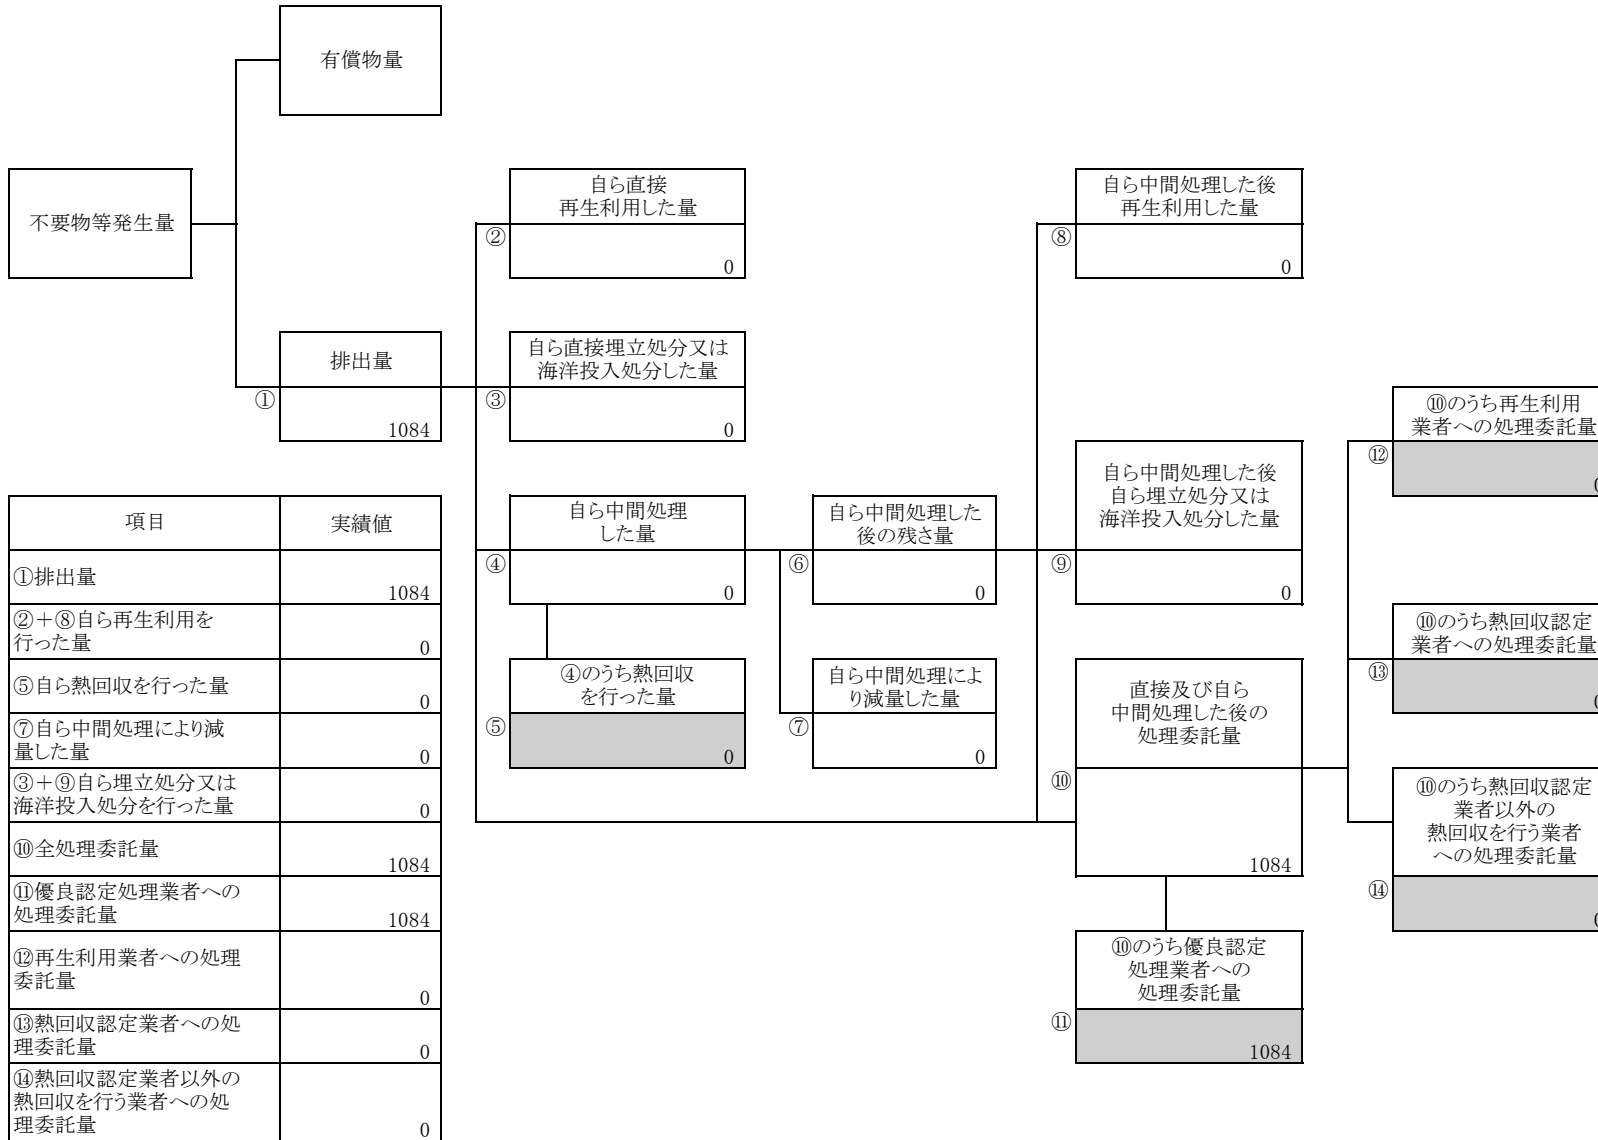 有償物量
不要物等発生量
自ら直接
再生利用した量
②
0
自ら中間処理した後
再生利用した量
⑧
0
排出量
①
1084
自ら直接埋立処分又は
海洋投入処分した量
③
0
⑩のうち再生利用
業者への処理委託量
⑫
0
自ら中間処理
した量
④
0
自ら中間処理した
後の残さ量
⑥
0
自ら中間処理した後
自ら埋立処分又は
海洋投入処分した量
⑨
0
⑩のうち熱回収認定
業者への処理委託量
⑬
0
④のうち熱回収
を行った量
⑤
0
自ら中間処理によ
り減量した量
⑦
0
直接及び自ら
中間処理した後の
処理委託量
⑩
1084
⑩のうち熱回収認定
業者以外の
熱回収を行う業者
への処理委託量
⑭
0
⑩のうち優良認定
処理業者への
処理委託量
⑪
1084
項目
実績値
①排出量
1084
②+⑧自ら再生利用を
行った量
0
⑤自ら熱回収を行った量
0
⑦自ら中間処理により減
量した量
0
③+⑨自ら埋立処分又は
海洋投入処分を行った量
0
⑩全処理委託量
1084
⑪優良認定処理業者への
処理委託量
1084
⑫再生利用業者への処理
委託量
0
⑬熱回収認定業者への処
理委託量
0
⑭熱回収認定業者以外の
熱回収を行う業者への処
理委託量
0